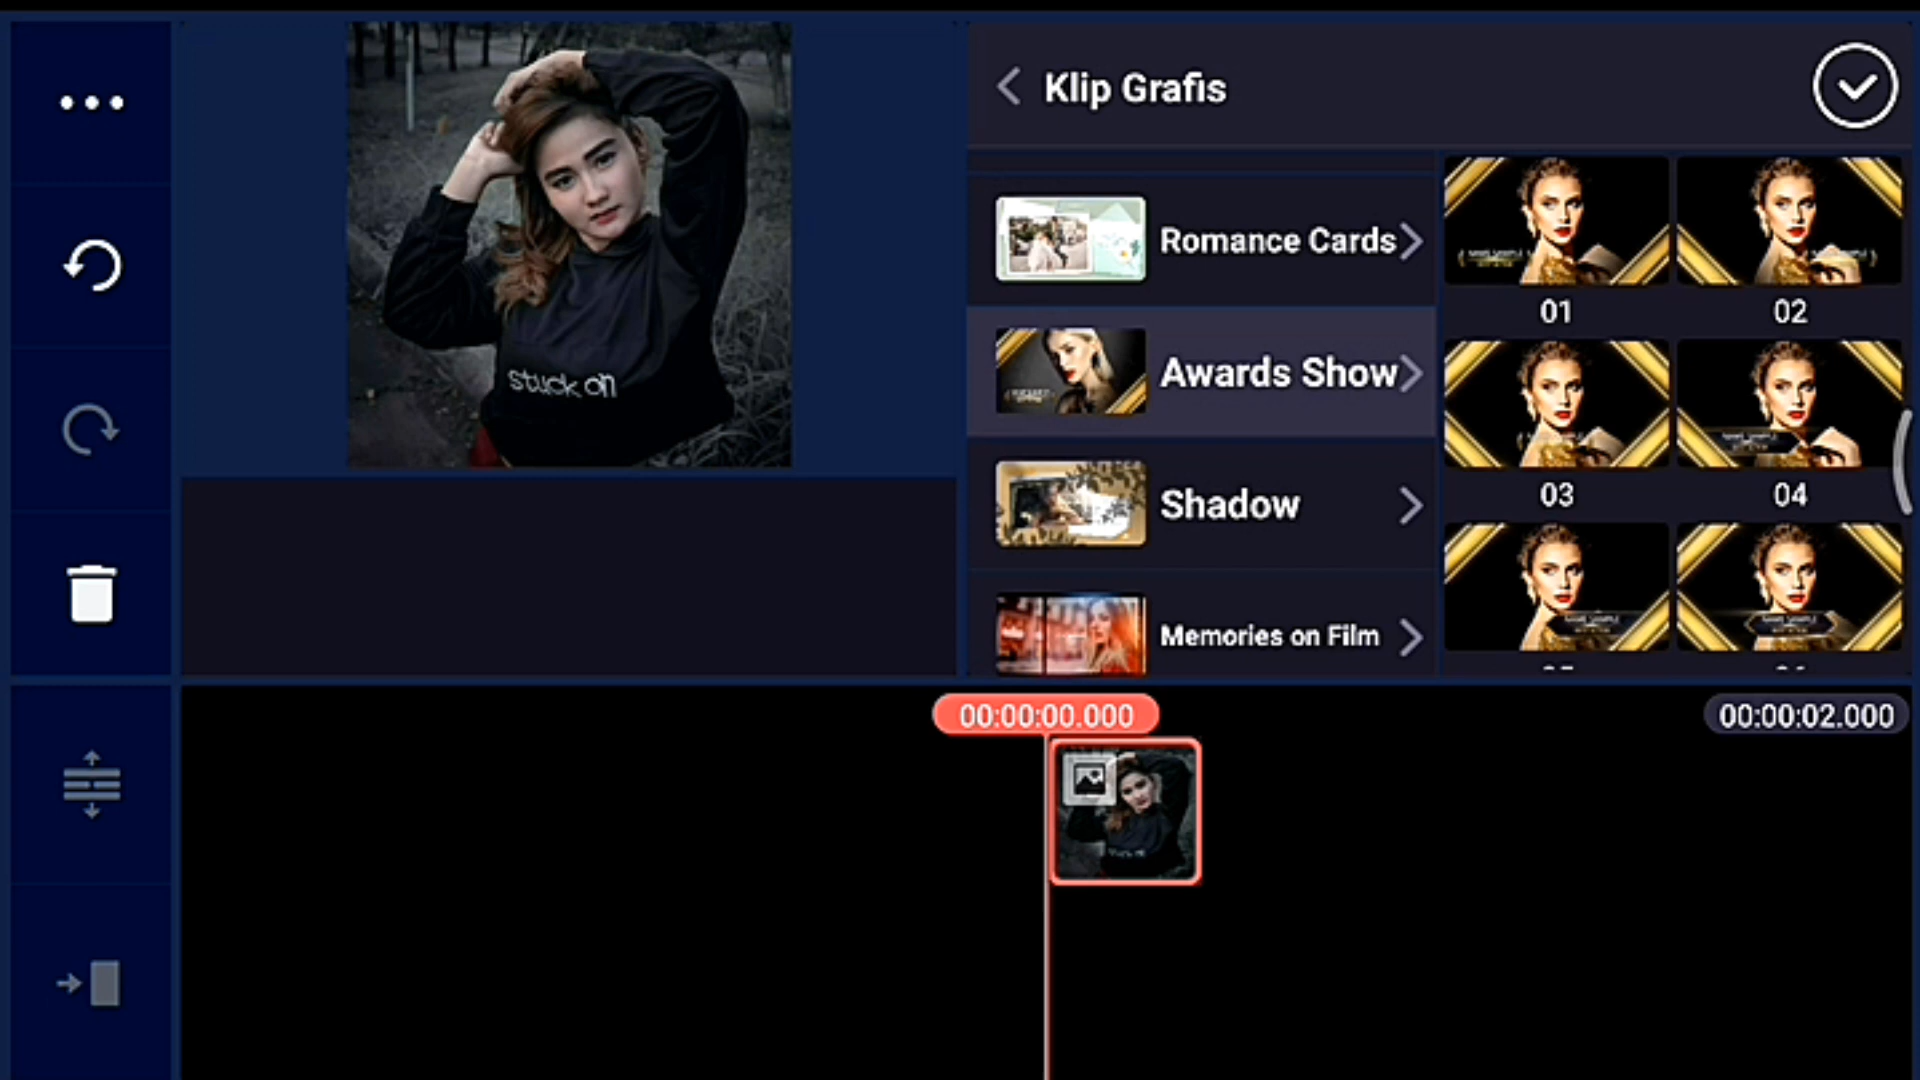 Klip Grafis
Romance Cards
Awards Show
Shadow
Memories on Film
01
02
03
04
stuck on
00:00:00.000
00:00:02.000